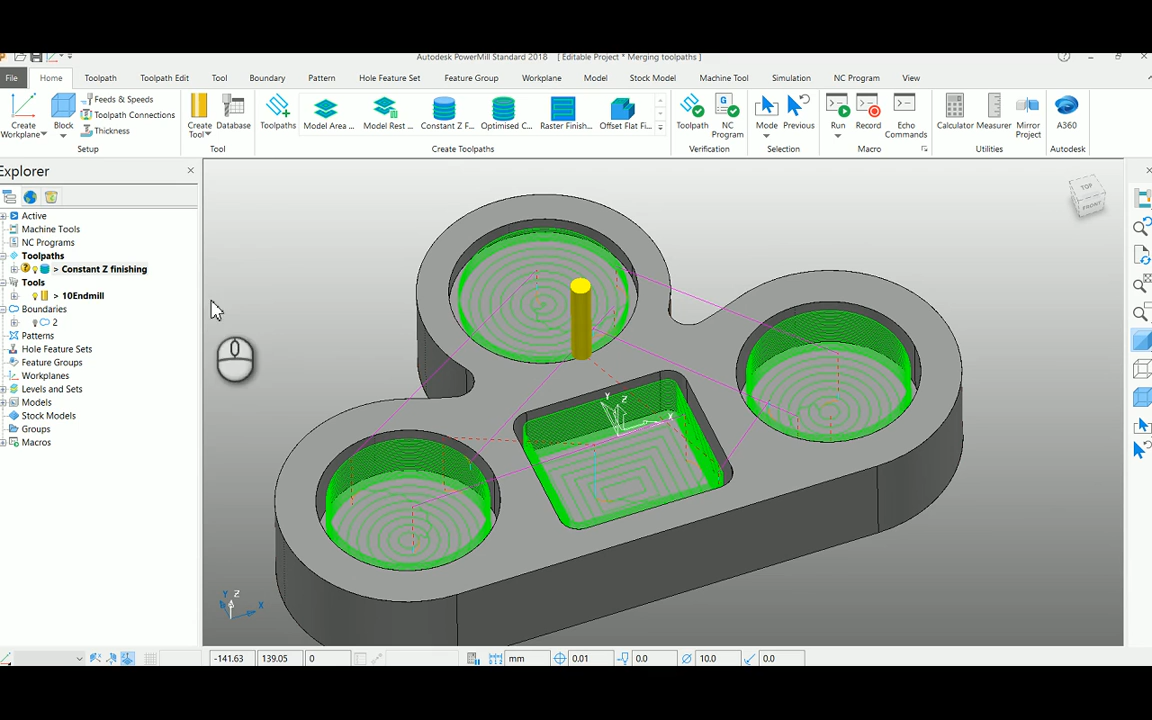 Autodesk PowerMill Standard 2018 [ Editable Project * Merging toolpaths ]
File Home Toolpath Toolpath Edit Tool Boundary Pattern Hole Feature Set Feature Group Workplane Model Stock Model Machine Tool Simulation NC Program View
Create Workplane
Block
Feeds & Speeds
Toolpath Connections
Thickness
Create Tool
Database
Toolpaths
Model Area ...
Model Rest ...
Constant Z F...
Optimised C...
Raster Finish...
Offset Flat Fi...
Toolpath
NC Program
Mode
Previous
Run
Record
Echo Commands
Calculator
Measurer
Mirror Project
A360
Setup Tool Create Toolpaths Verification Selection Macro Utilities Autodesk
Explorer
Active
Machine Tools
NC Programs
Toolpaths
> Constant Z finishing
Tools
> 10Endmill
Boundaries
2
Patterns
Hole Feature Sets
Feature Groups
Workplanes
Levels and Sets
Models
Stock Models
Groups
Macros
TOP
FRONT
Y Z X
Y Z X
-141.63 139.05 0 mm 0.01 0.0 10.0 0.0